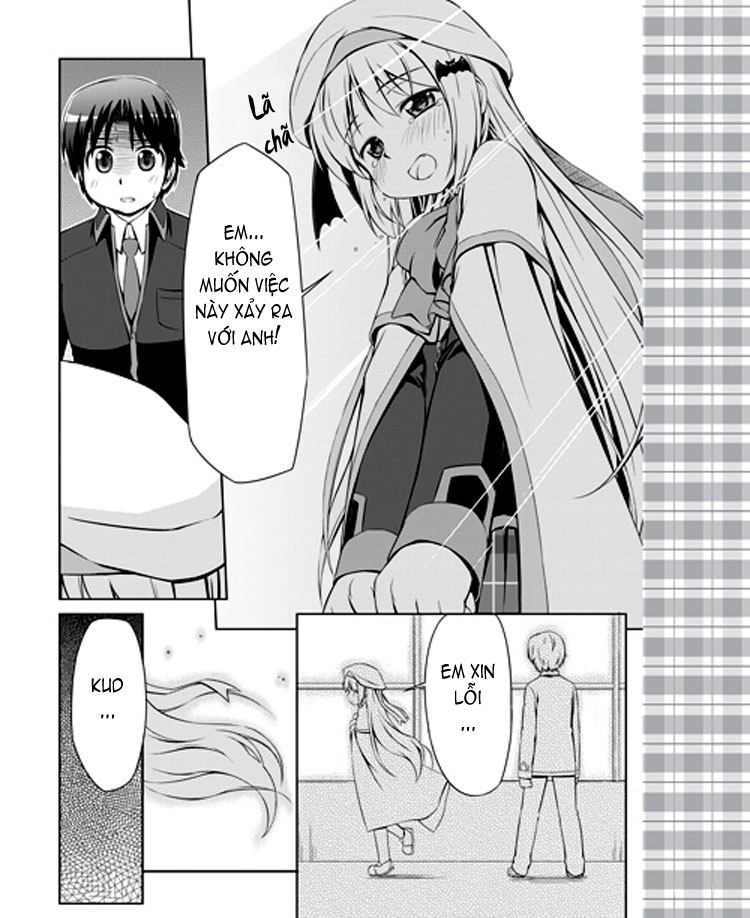 Lã
chã
EM...
KHÔNG
MUỐN VIỆC
NÀY XẢY RA
VỚI ANH!
EM XIN
LỖI
...
KUD
...